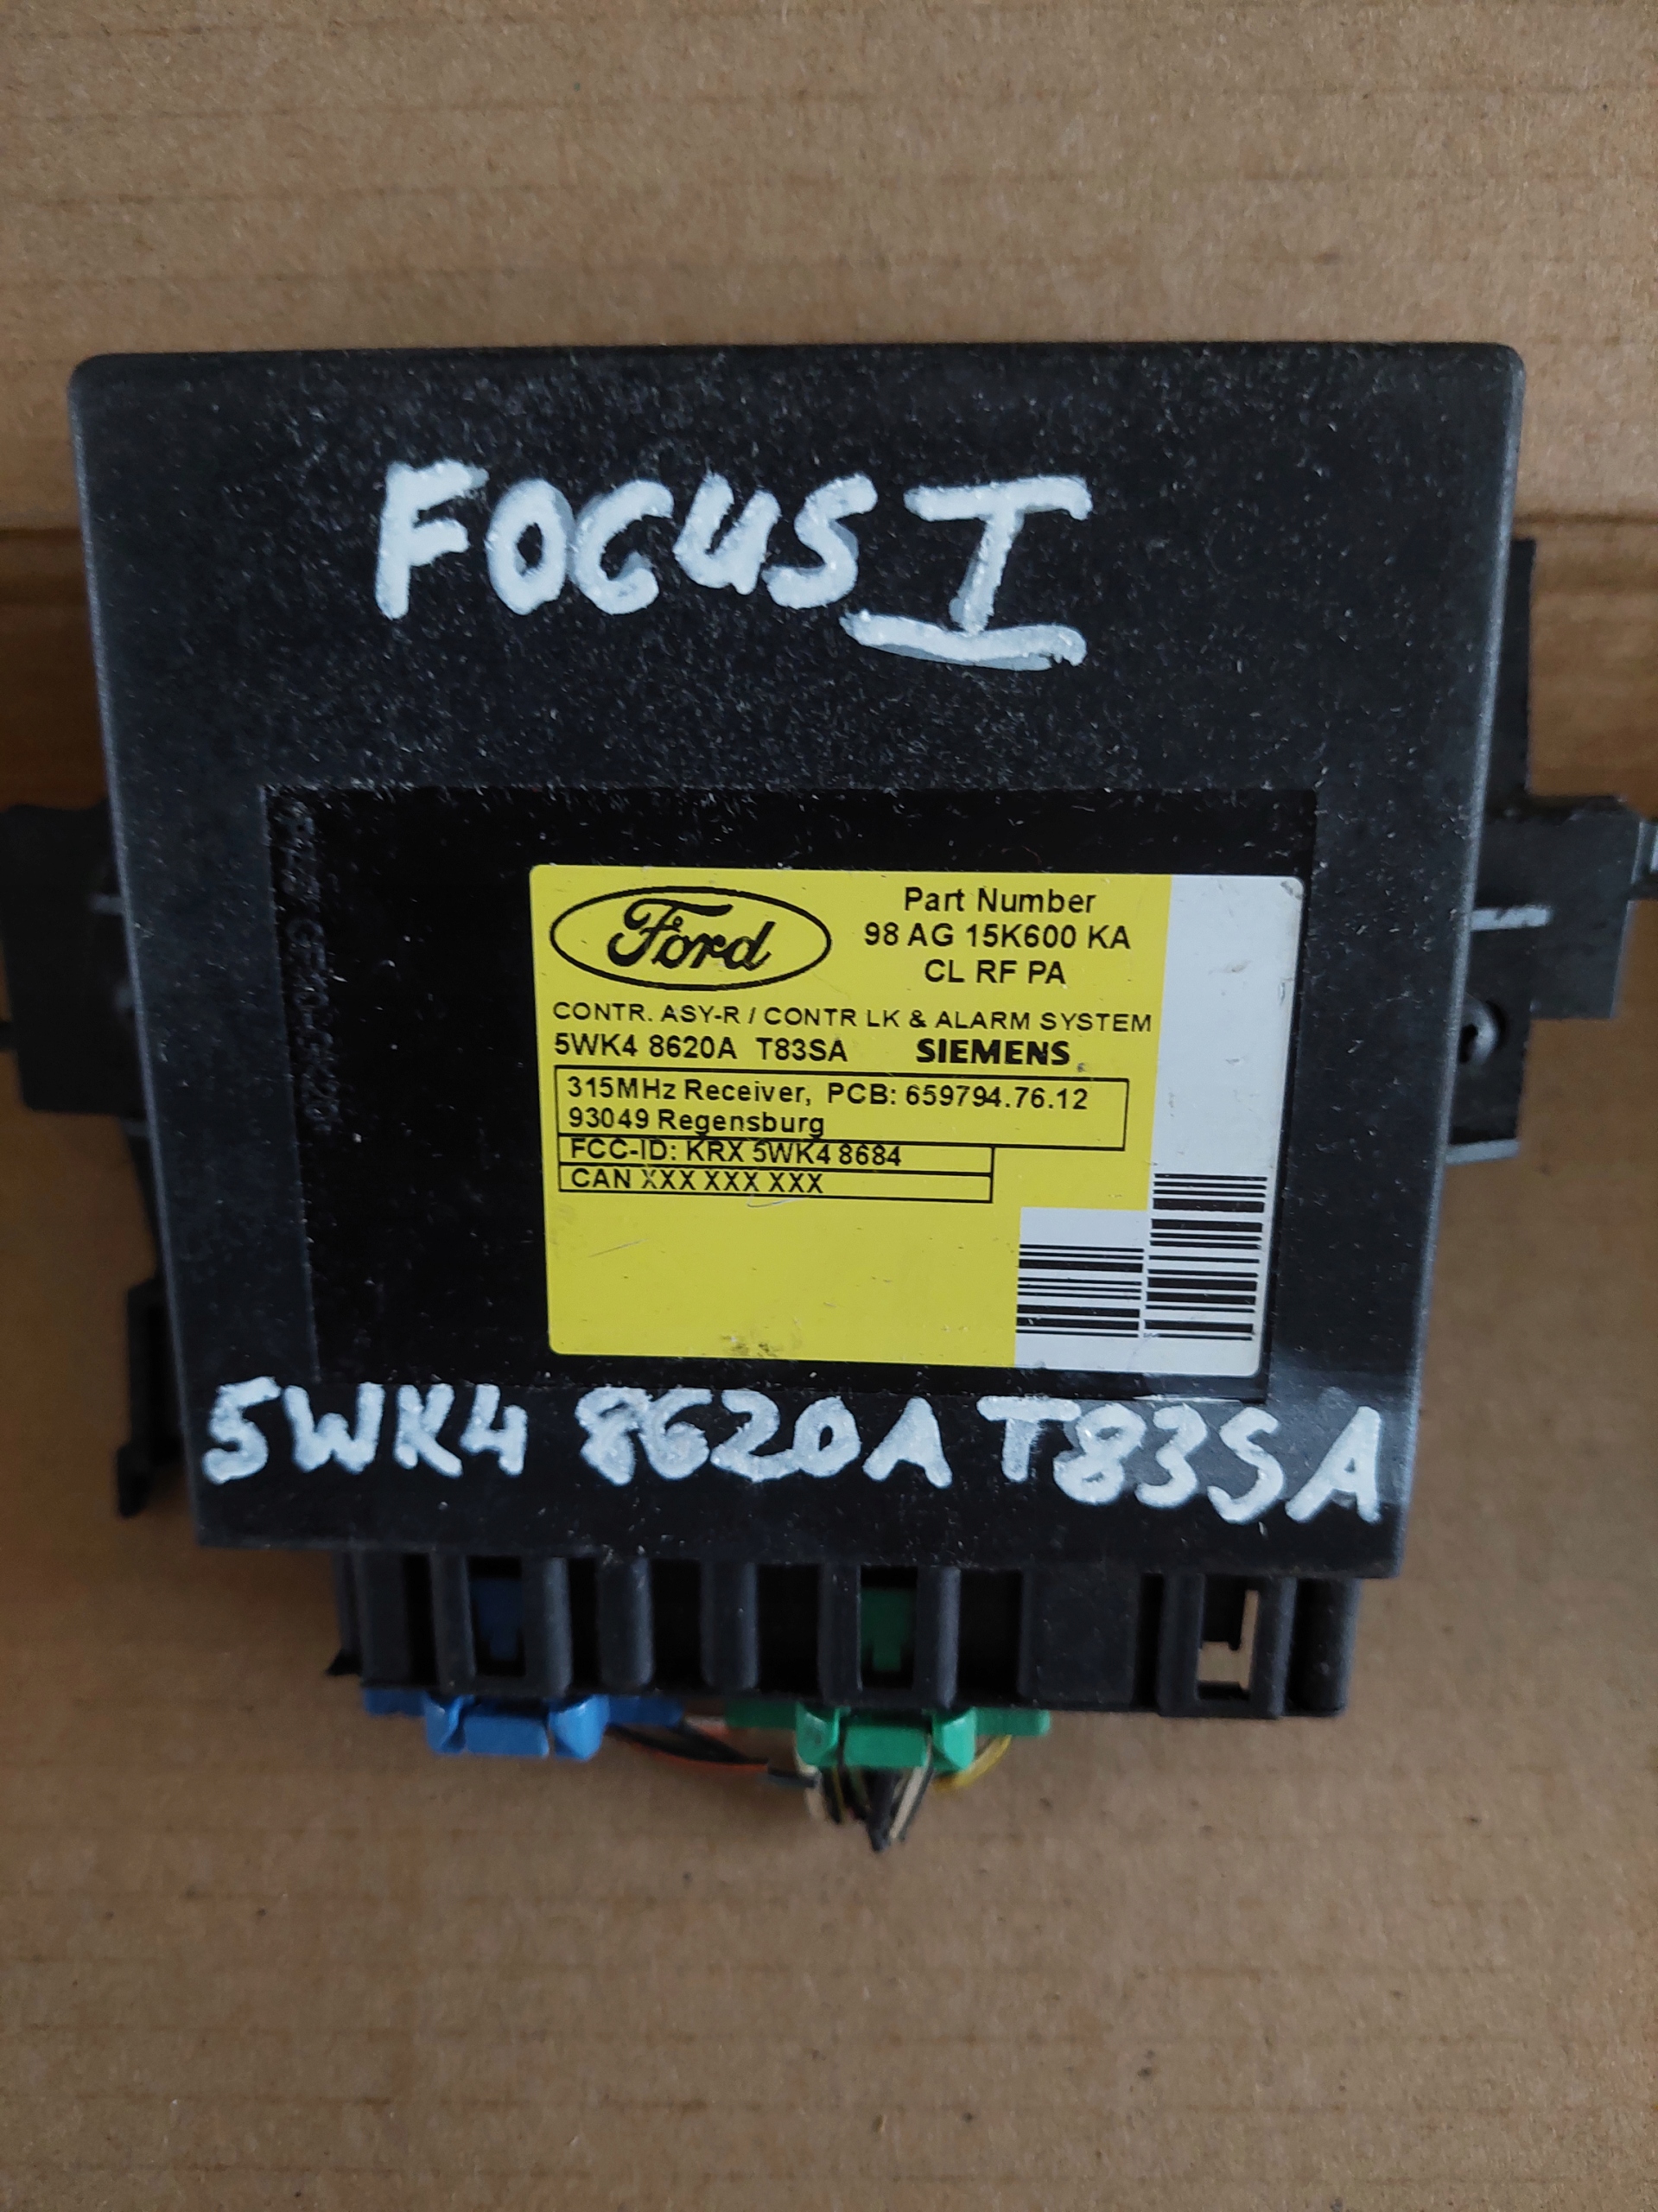 FOCUS I
Ford
Part Number
98 AG 15K600 KA
CL RF PA
CONTR. ASY-R / CONTR LK & ALARM SYSTEM
5WK4 8620A T83SA SIEMENS
315MHz Receiver, PCB: 659794.76.12
93049 Regensburg
FCC-ID: KRX 5WK4 8684
CAN XXX XXX XXX
5WK4 8620A T83SA